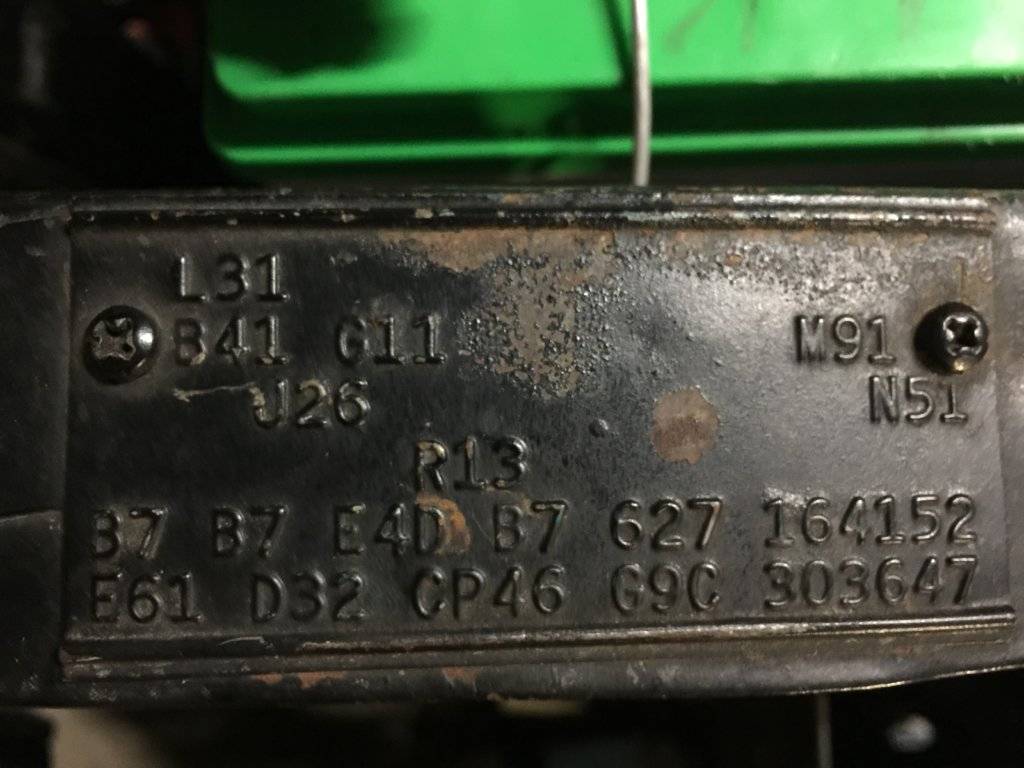 L31
B41 G11 M91
U26 N51
R13
B7 B7 E4D B7 627 164152
E61 D32 CP46 G9C 303647